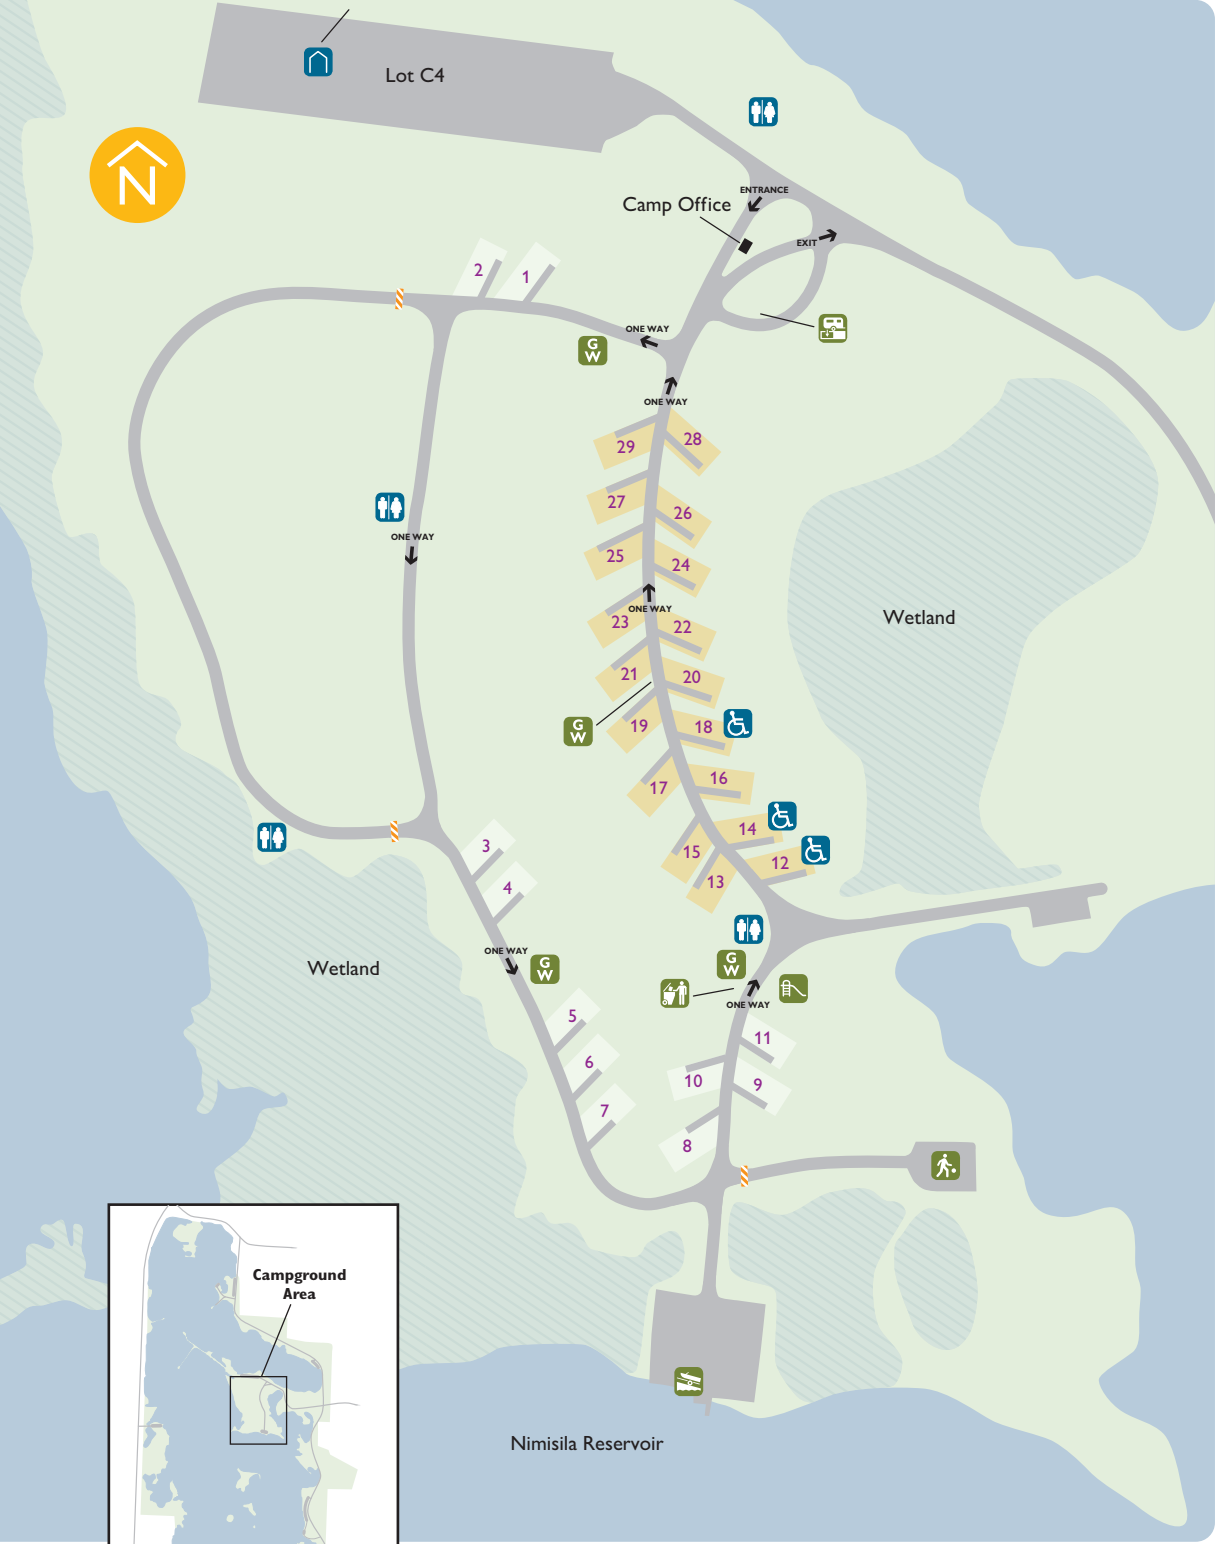 Lot C4
N
ENTRANCE
Camp Office
EXIT
2
1
ONE WAY
G
W
ONE WAY
28
29
27
26
ONE WAY
25
24
ONE WAY
23
22
Wetland
21
20
G
W
19
18
16
17
14
3
15
12
13
4
ONE WAY
G
W
G
W
Wetland
ONE WAY
5
11
6
10
9
7
8
Campground
Area
Nimisila Reservoir